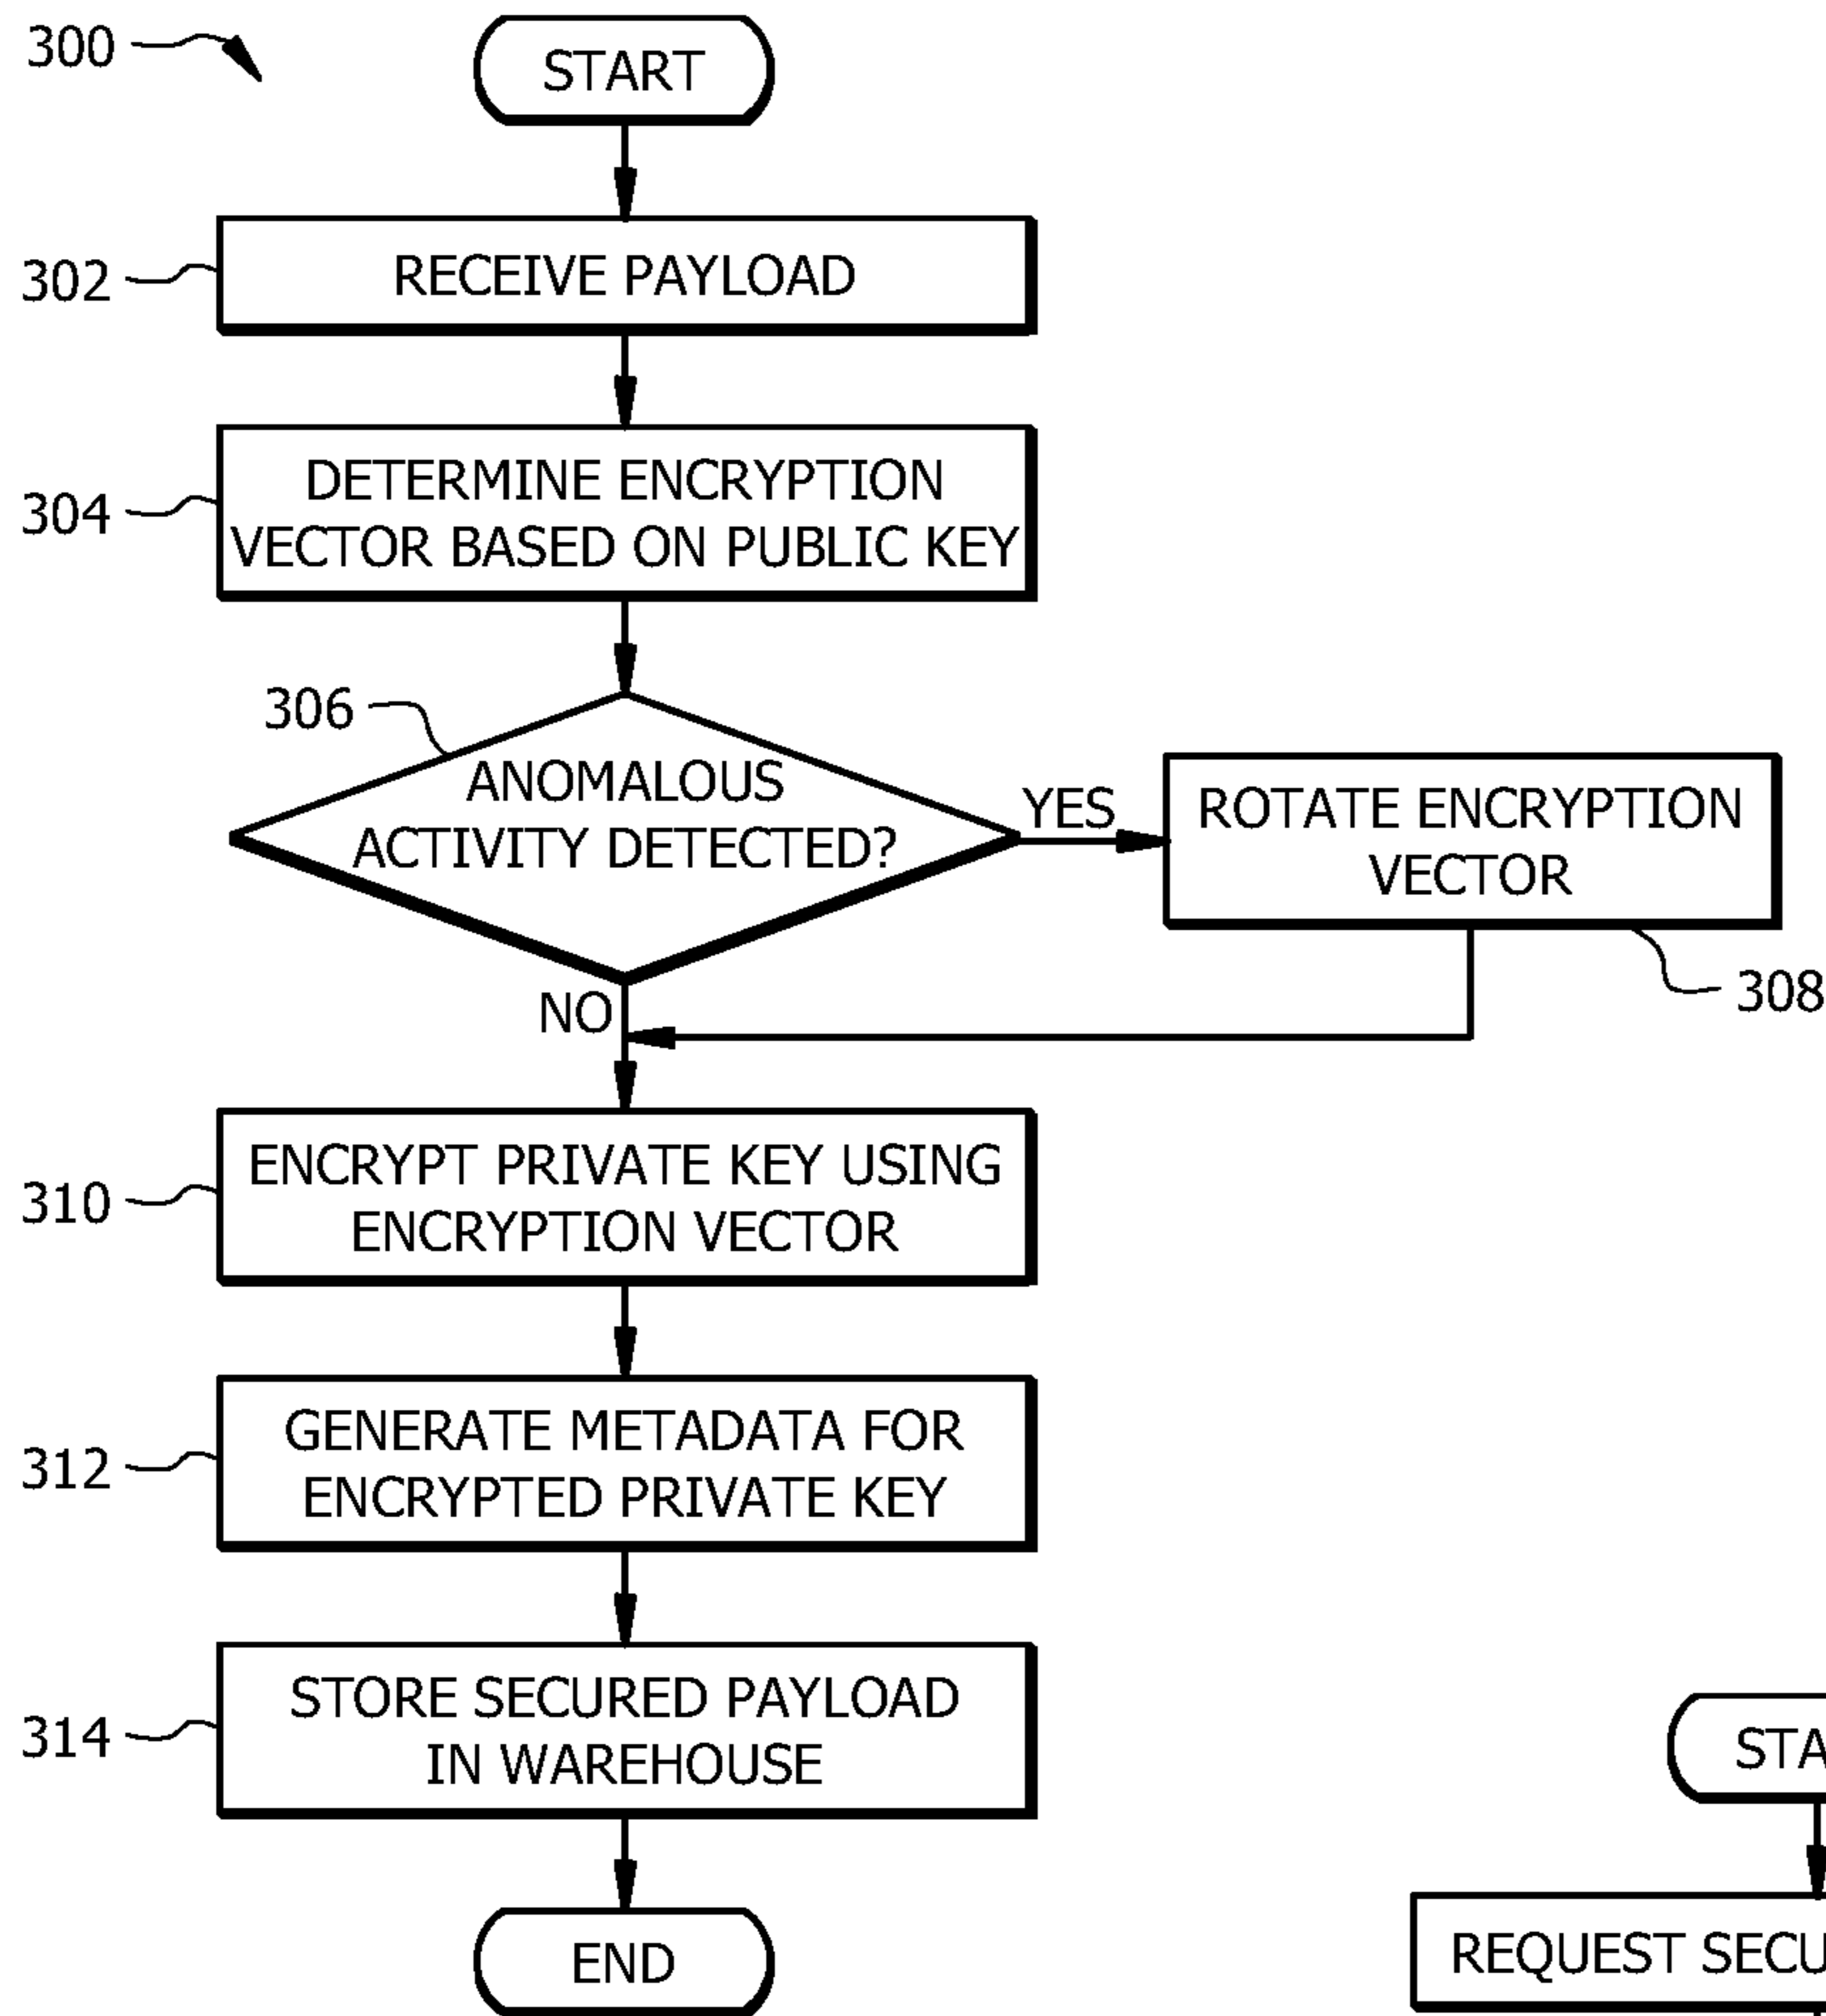 300
START
302
RECEIVE PAYLOAD
304
DETERMINE ENCRYPTION
VECTOR BASED ON PUBLIC KEY
306
ANOMALOUS
ACTIVITY DETECTED?
YES
ROTATE ENCRYPTION
VECTOR
308
NO
310
ENCRYPT PRIVATE KEY USING
ENCRYPTION VECTOR
312
GENERATE METADATA FOR
ENCRYPTED PRIVATE KEY
314
STORE SECURED PAYLOAD
IN WAREHOUSE
END
REQUEST